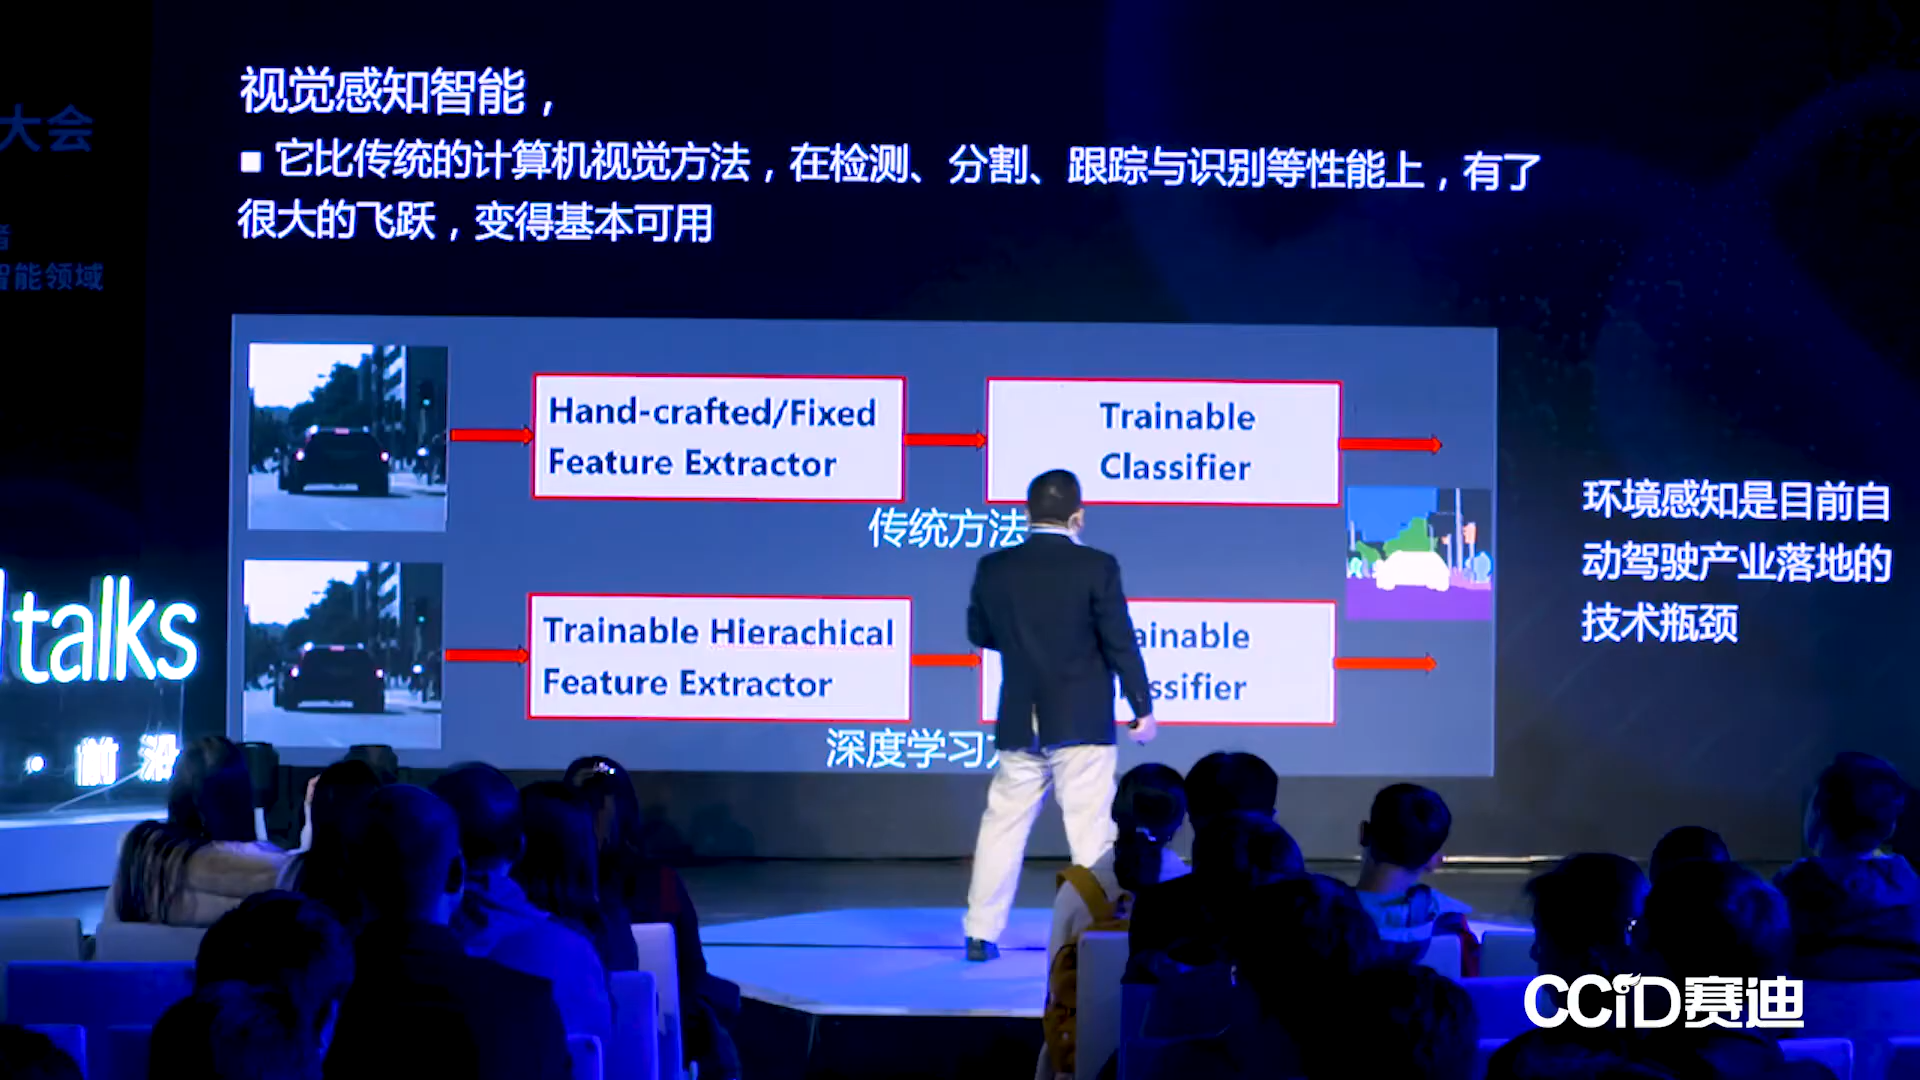 视觉感知智能，
■ 它比传统的计算机视觉方法，在检测、分割、跟踪与识别等性能上，有了
很大的飞跃，变得基本可用
大会
智能领域
Hand-crafted/Fixed
Feature Extractor
Trainable
Classifier
传统方法
环境感知是目前自
动驾驶产业落地的
技术瓶颈
Trainable Hierachical
Feature Extractor
ainable
ssifier
深度学习
talks
· 前 沿
CCiD赛迪